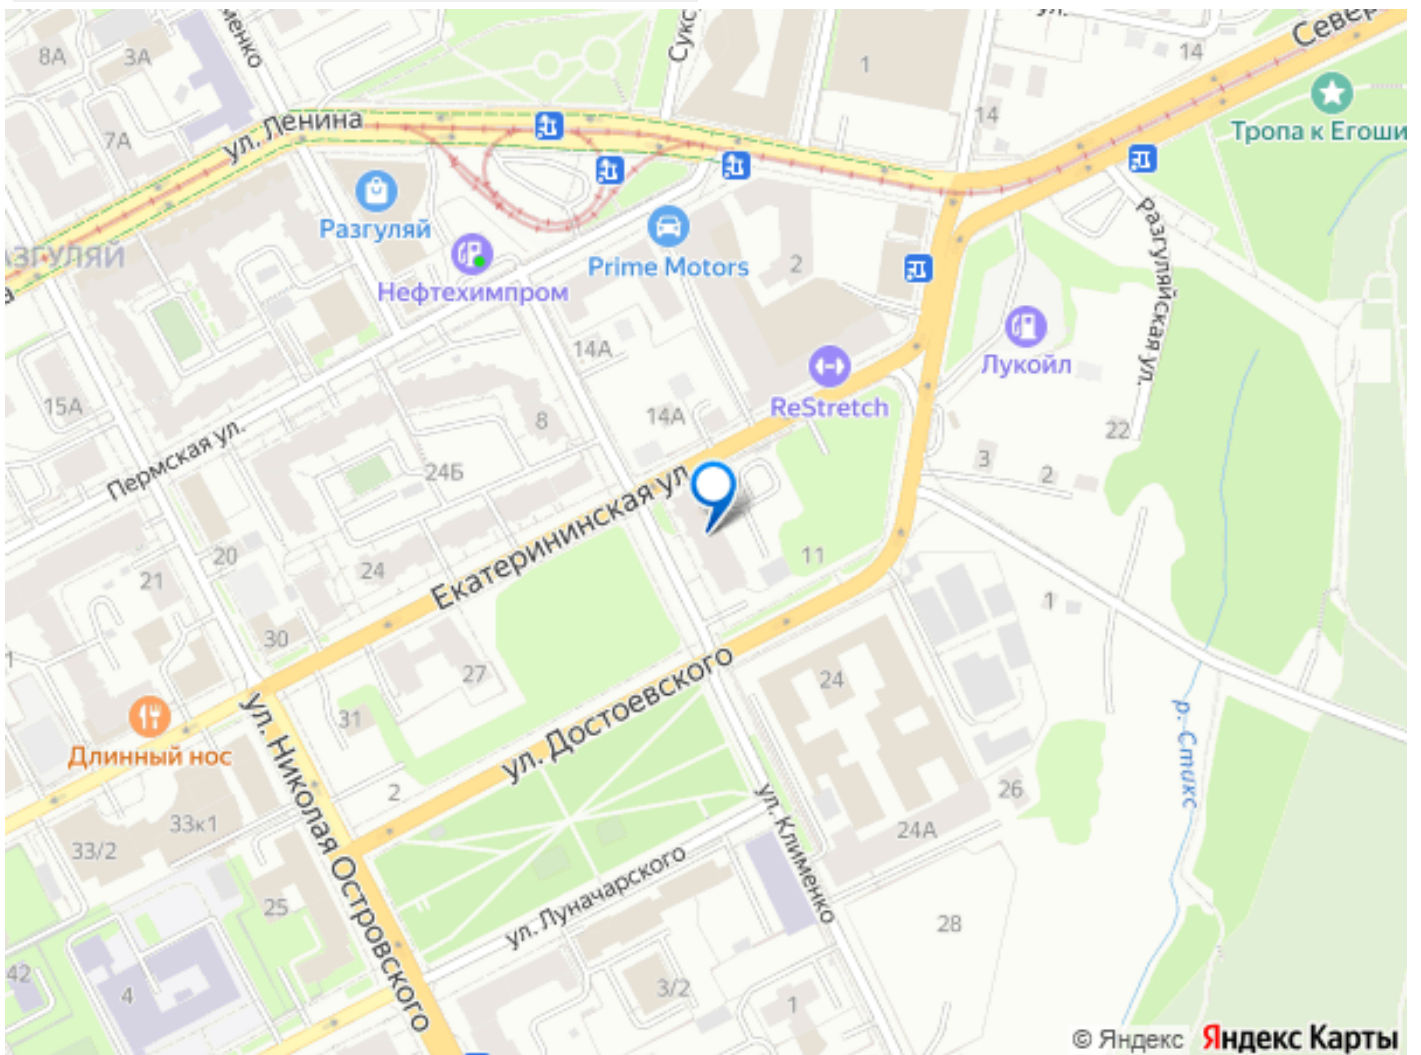 8А
3А
Сукс
1
14
Север
14
Тропа к Егоши
ул. Ленина
7А
Разгуляй
Prime Motors
2
Нефтехимпром
Разгуляйская ул.
Лукойл
14А
ReStretch
15А
8
14А
22
Пермская ул.
24Б
3
2
Екатерининская ул.
20
24
21
11
1
30
27
31
24
ул. Достоевского
р. Стикс
ул. Николая Островского
Длинный нос
2
26
33к1
24А
33/2
ул. Клименко
ул. Луначарского
25
28
42
4
3/2
1
© Яндекс Яндекс Карты